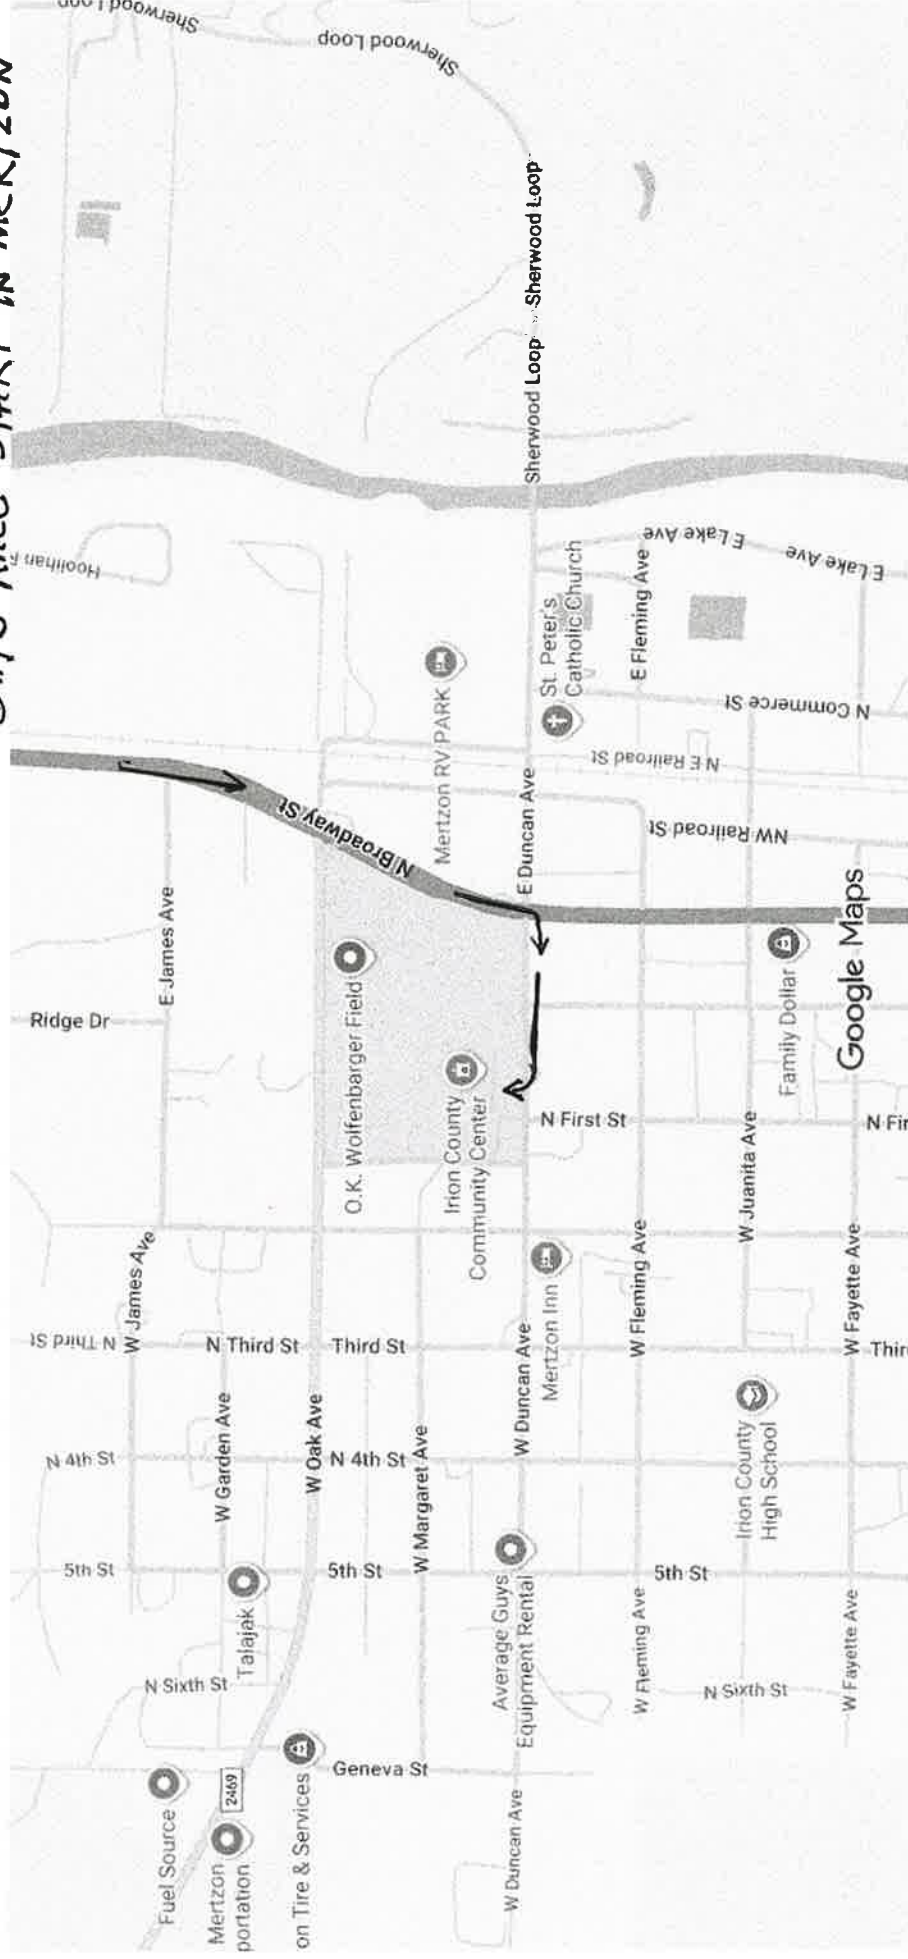 START IN MERTZON
Sherwood Loop
Sherwood Loop
Sherwood Loop
Sherwood Loop
Hoolihan
N Broadway St
E James Ave
Ridge Dr
W James Ave
N Third St
N Third St
Third St
N 4th St
N 4th St
W Garden Ave
W Oak Ave
W Margaret Ave
5th St
5th St
5th St
Talajak
N Sixth St
N Sixth St
Fuel Source
2469
Mertzon
portation
on Tire & Services
Geneva St
O.K. Wolfenbarger Field
Irion County
Community Center
Mertzon RV PARK
St. Peter's
Catholic Church
E Duncan Ave
W Duncan Ave
W Duncan Ave
Mertzon Inn
Average Guys
Equipment Rental
N First St
N Fir
E Fleming Ave
W Fleming Ave
W Fleming Ave
E Lake Ave
E Lake Ave
N Commerce St
N E Railroad St
NW Railroad St
W Juanita Ave
Family Dollar
Irion County
High School
W Fayette Ave
W Fayette Ave
Thir
Google Maps